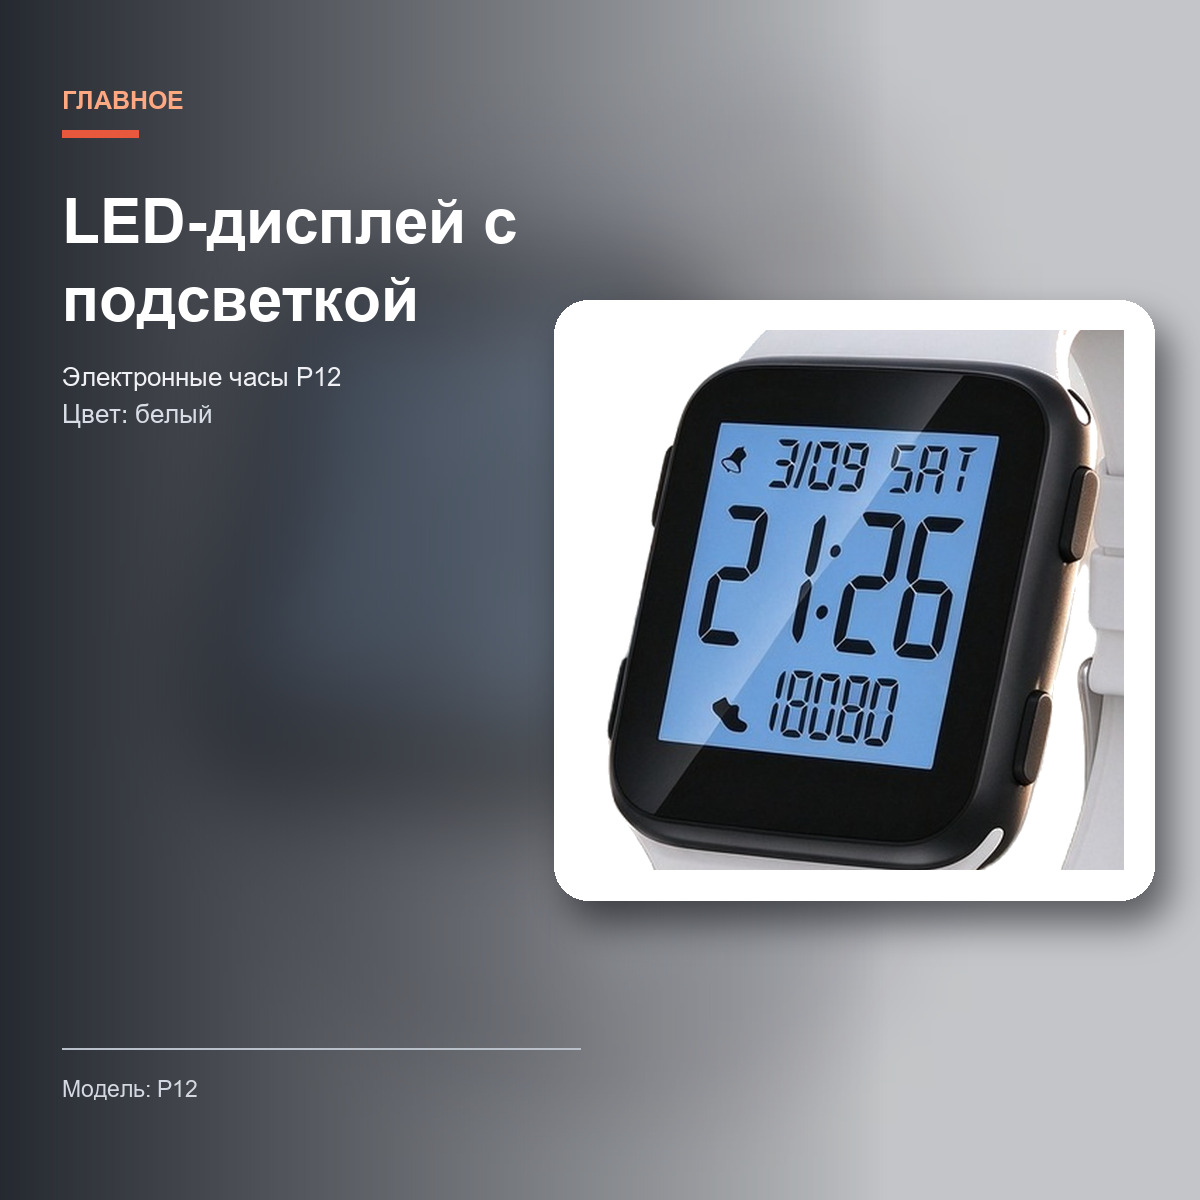 ГЛАВНОЕ
LED-дисплей с
подсветкой
Электронные часы P12
Цвет: белый
3/09 SAT
21:26
18080
Модель: P12